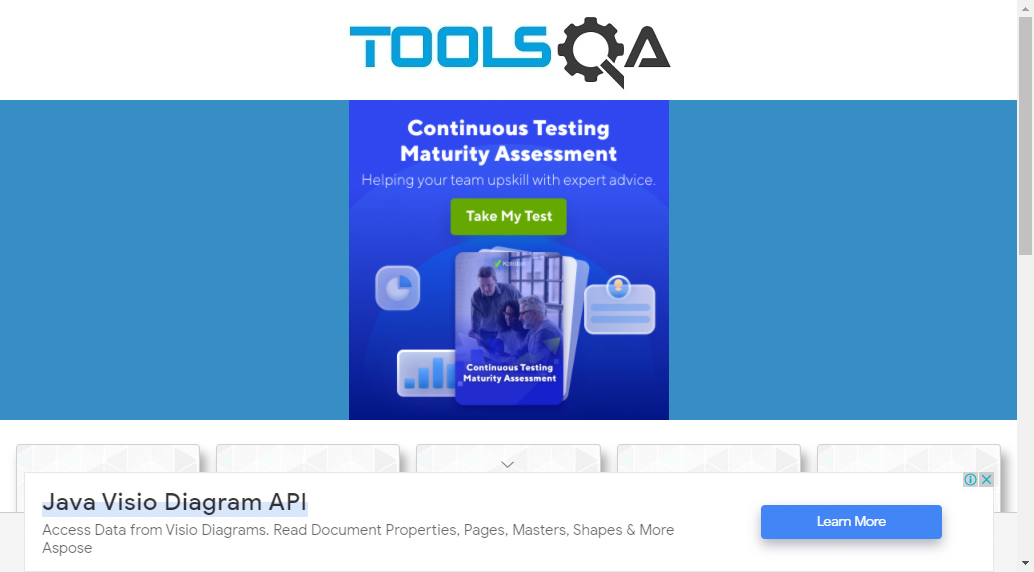 TOOLSQA
Continuous Testing
Maturity Assessment
Helping your team upskill with expert advice.
Take My Test
Katalon
Continuous Testing
Maturity Assessment
Java Visio Diagram API
Access Data from Visio Diagrams. Read Document Properties, Pages, Masters, Shapes & More
Aspose
Learn More